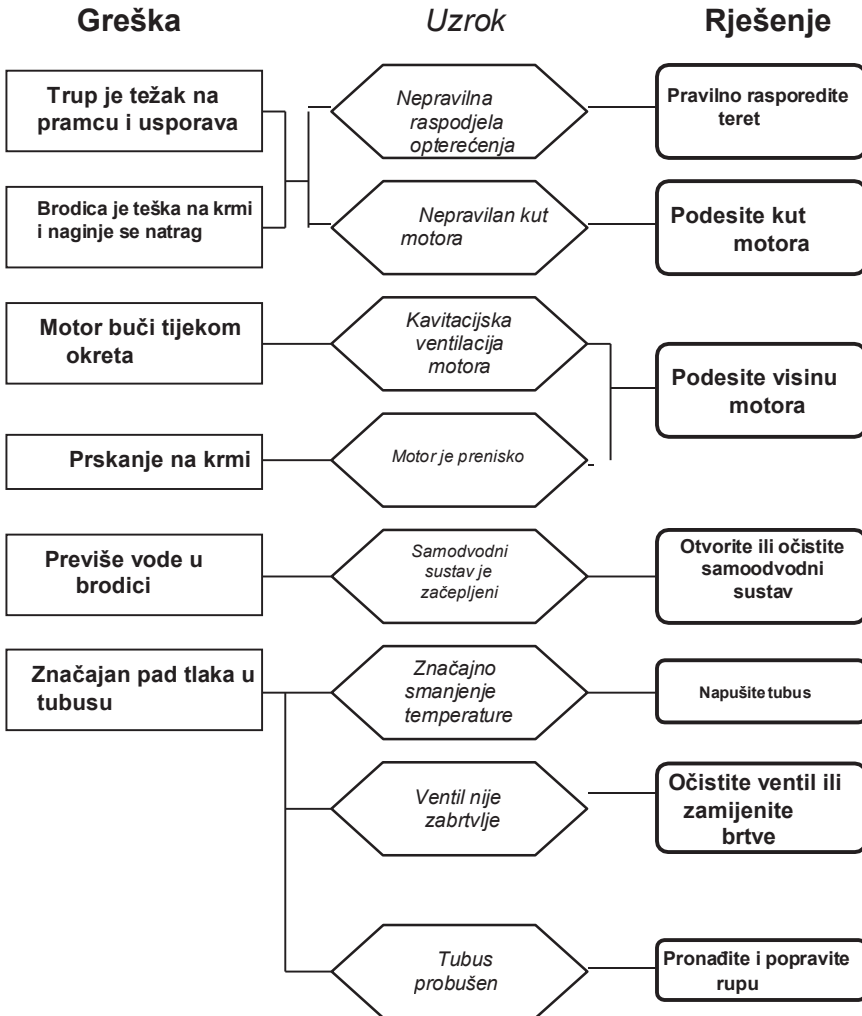 Greška
Uzrok
Rješenje
Trup je težak na
pramcu i usporava
Nepravilna
raspodjela
opterećenja
Pravilno rasporedite
teret
Brodica je teška na krmi
i naginje se natrag
Nepravilan kut
motora
Podesite kut
motora
Motor buči tijekom
okreta
Kavitacijska
ventilacija
motora
Podesite visinu
motora
Prskanje na krmi
Motor je prenisko
Previše vode u
brodici
Samodvodni
sustav je
začepljeni
Otvorite ili očistite
samoodvodni
sustav
Značajan pad tlaka u
tubusu
Značajno
smanjenje
temperature
Napušite tubus
Ventil nije
zabrtvlje
Očistite ventil ili
zamijenite
brtve
Tubus
probušen
Pronađite i popravite
rupu